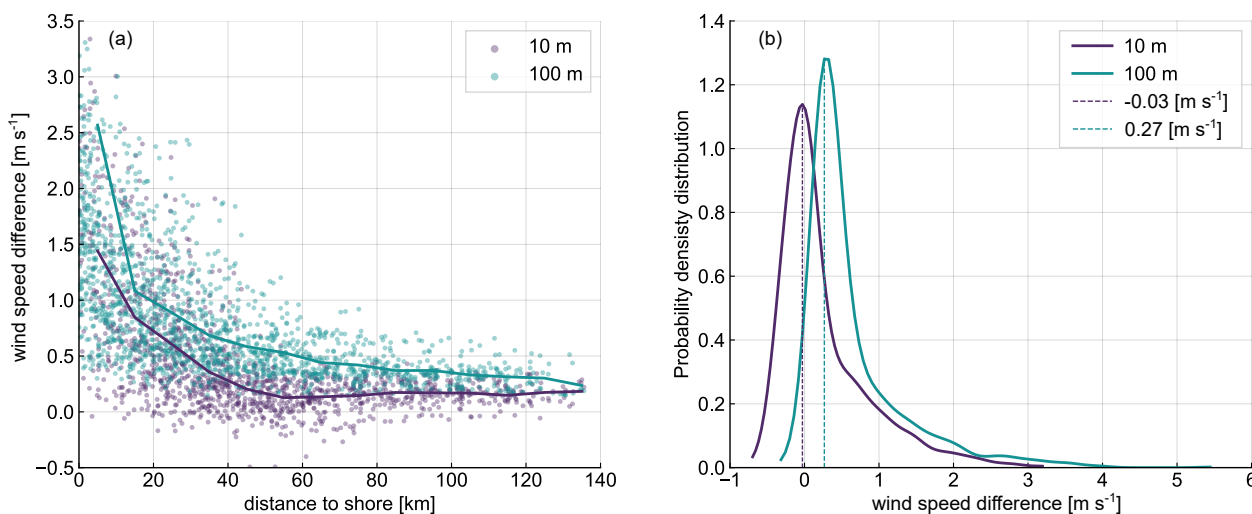 (a)
10 m
100 m
3.5
3.0
2.5
2.0
1.5
1.0
0.5
0.0
−0.5
wind speed difference [m s⁻¹]
0 20 40 60 80 100 120 140
distance to shore [km]
(b)
10 m
100 m
-0.03 [m s⁻¹]
0.27 [m s⁻¹]
1.4
1.2
1.0
0.8
0.6
0.4
0.2
0.0
Probability densisty distribution
−1 0 1 2 3 4 5 6
wind speed difference [m s⁻¹]